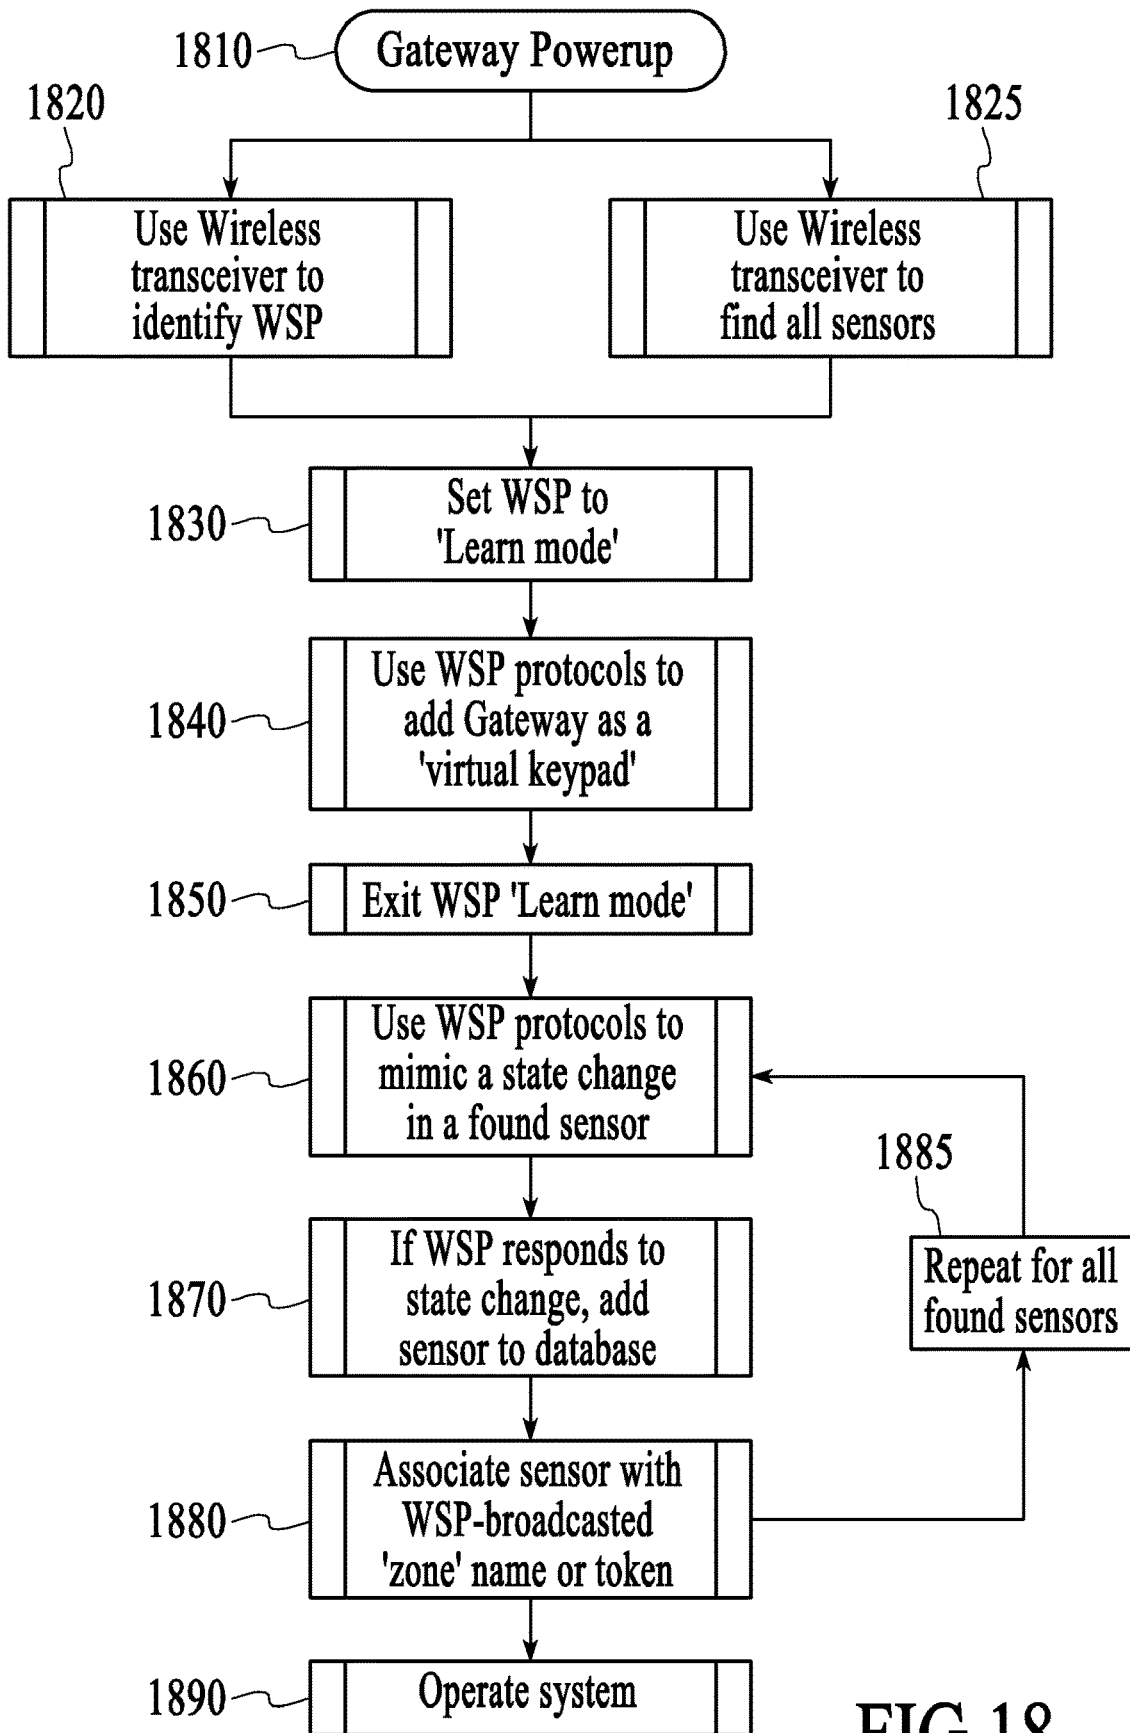 1810
Gateway Powerup
1820
1825
Use Wireless
transceiver to
identify WSP
Use Wireless
transceiver to
find all sensors
1830
Set WSP to
'Learn mode'
1840
Use WSP protocols to
add Gateway as a
'virtual keypad'
1850
Exit WSP 'Learn mode'
1860
Use WSP protocols to
mimic a state change
in a found sensor
1885
Repeat for all
found sensors
1870
If WSP responds to
state change, add
sensor to database
1880
Associate sensor with
WSP-broadcasted
'zone' name or token
1890
Operate system
FIG 18